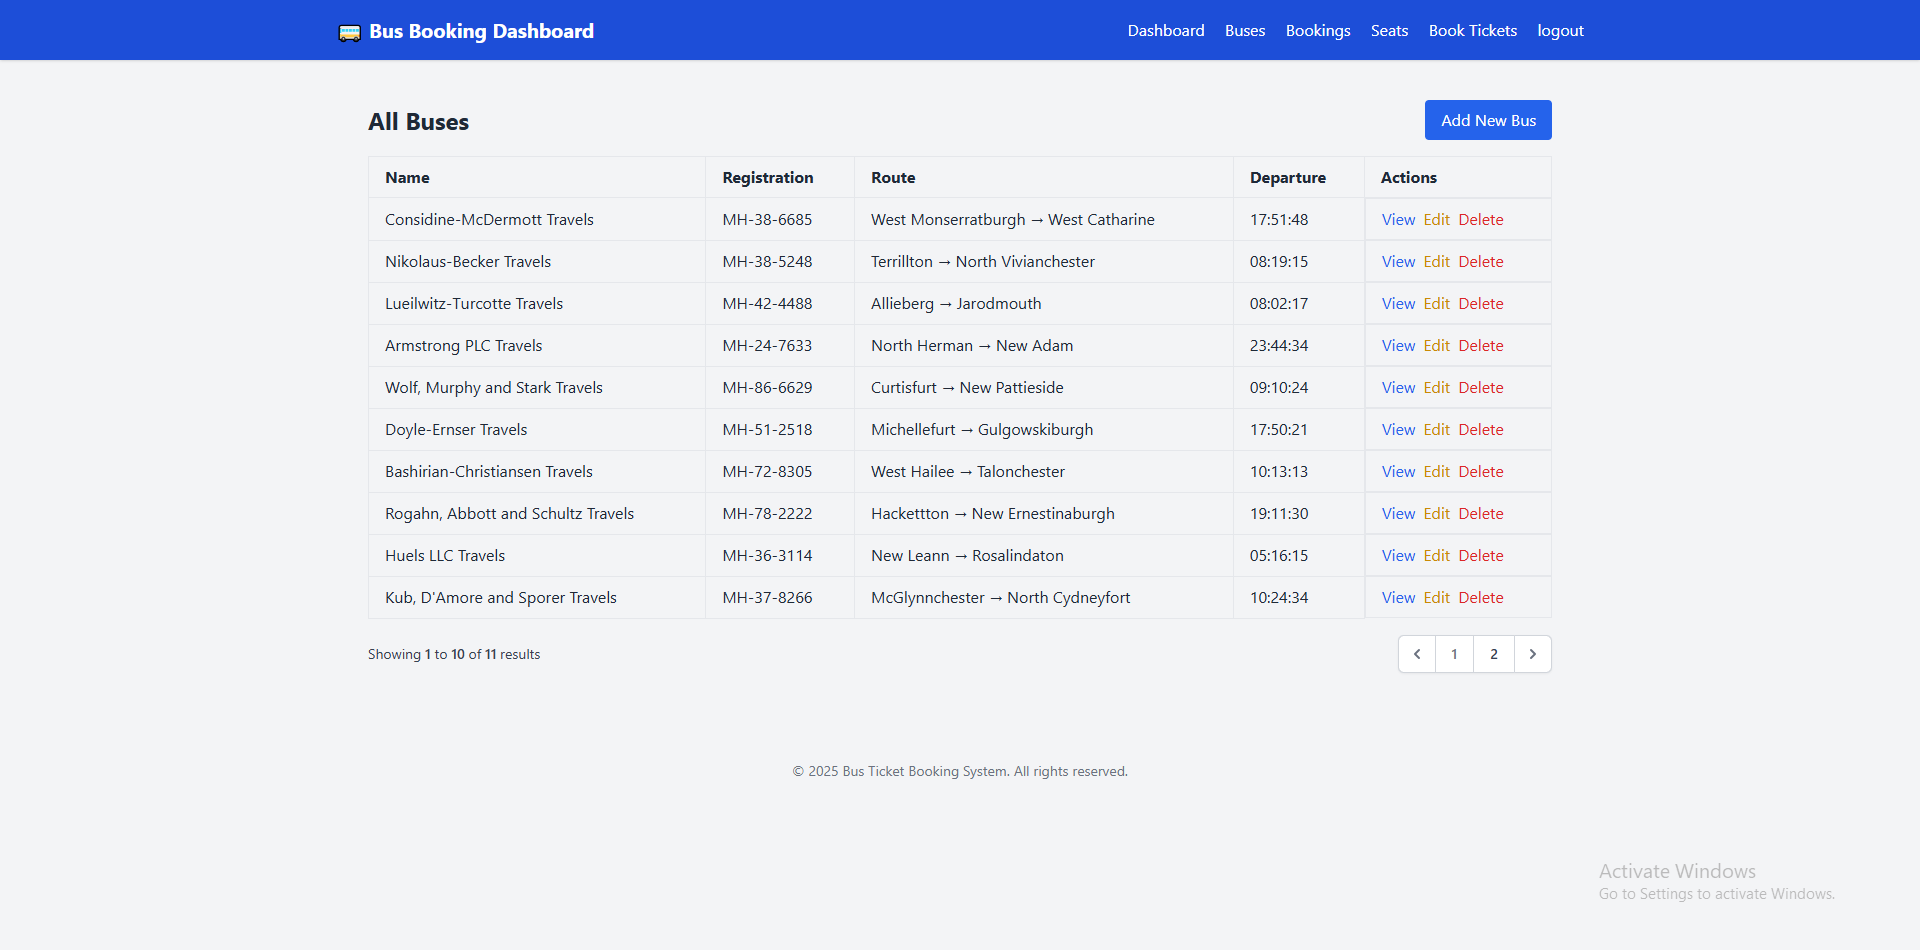 Bus Booking Dashboard Dashboard Buses Bookings Seats Book Tickets logout
All Buses Add New Bus
Name Registration Route Departure Actions
Considine-McDermott Travels MH-38-6685 West Monserratburgh → West Catharine 17:51:48 View Edit Delete
Nikolaus-Becker Travels MH-38-5248 Terrillton → North Vivianchester 08:19:15 View Edit Delete
Lueilwitz-Turcotte Travels MH-42-4488 Allieberg → Jarodmouth 08:02:17 View Edit Delete
Armstrong PLC Travels MH-24-7633 North Herman → New Adam 23:44:34 View Edit Delete
Wolf, Murphy and Stark Travels MH-86-6629 Curtisfurt → New Pattieside 09:10:24 View Edit Delete
Doyle-Ernser Travels MH-51-2518 Michellefurt → Gulgowskiburgh 17:50:21 View Edit Delete
Bashirian-Christiansen Travels MH-72-8305 West Hailee → Talonchester 10:13:13 View Edit Delete
Rogahn, Abbott and Schultz Travels MH-78-2222 Hackettton → New Ernestinaburgh 19:11:30 View Edit Delete
Huels LLC Travels MH-36-3114 New Leann → Rosalindaton 05:16:15 View Edit Delete
Kub, D'Amore and Sporer Travels MH-37-8266 McGlynnchester → North Cydneyfort 10:24:34 View Edit Delete
Showing 1 to 10 of 11 results 1 2
© 2025 Bus Ticket Booking System. All rights reserved.
Activate Windows
Go to Settings to activate Windows.